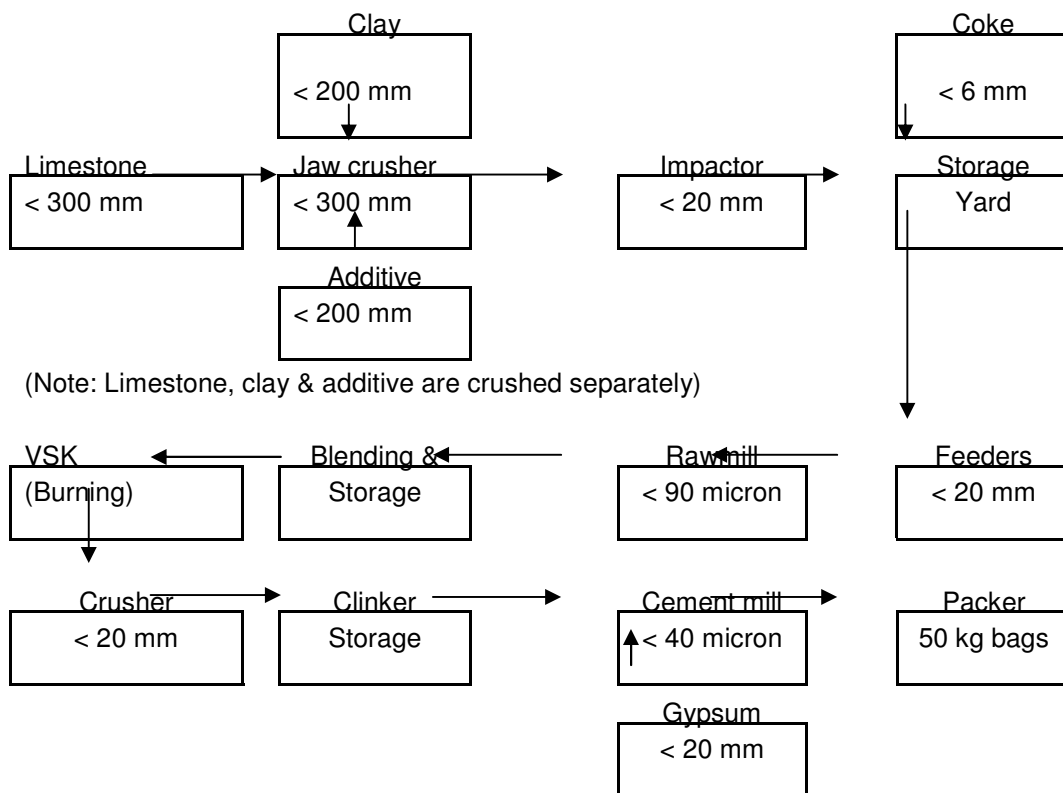 Clay
Coke
< 200 mm
< 6 mm
Limestone
Jaw crusher
Impactor
Storage
< 300 mm
< 300 mm
< 20 mm
Yard
Additive
< 200 mm
(Note: Limestone, clay & additive are crushed separately)
VSK
Blending &
Rawmill
Feeders
(Burning)
Storage
< 90 micron
< 20 mm
Crusher
Clinker
Cement mill
Packer
< 20 mm
Storage
< 40 micron
50 kg bags
Gypsum
< 20 mm